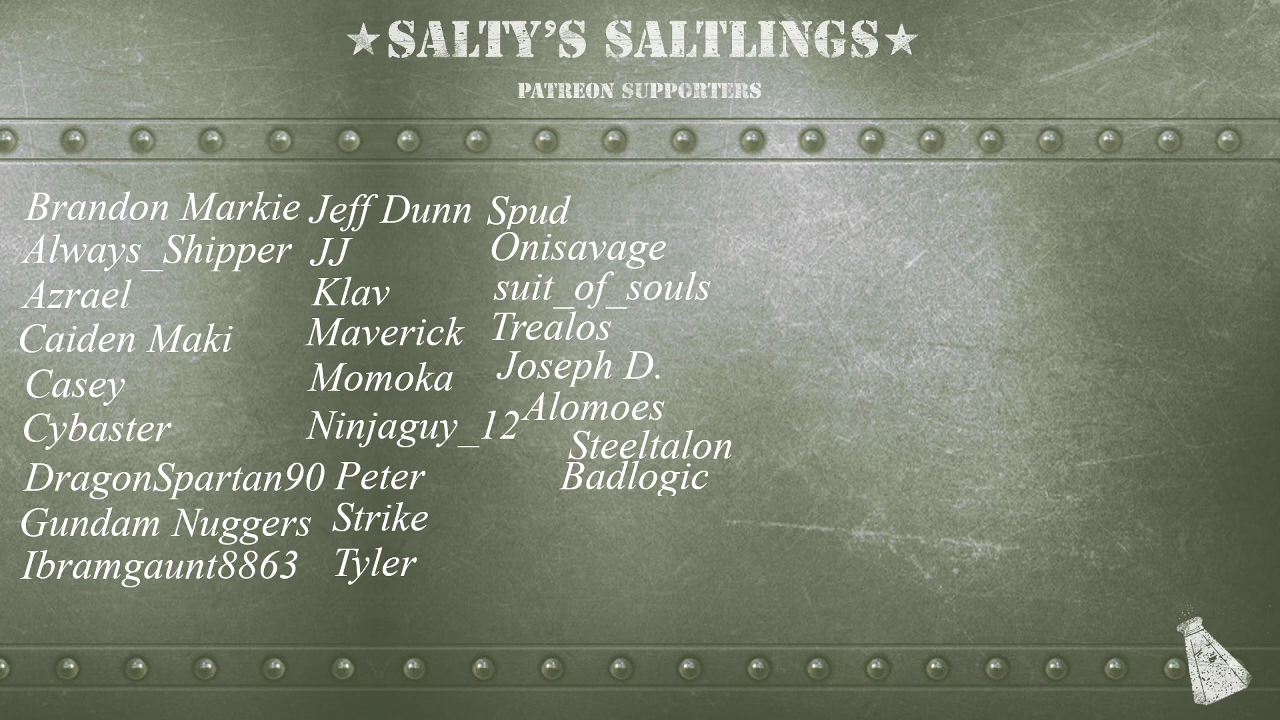 ★SALTY'S SALTLINGS★
PATREON SUPPORTERS
Brandon Markie
Always_Shipper
Azrael
Caiden Maki
Casey
Cybaster
DragonSpartan90
Gundam Nuggers
Ibramgaunt8863
Jeff Dunn
JJ
Klav
Maverick
Momoka
Ninjaguy_12
Peter
Strike
Tyler
Spud
Onisavage
suit_of_souls
Trealos
Joseph D.
Alomoes
Steeltalon
Badlogic